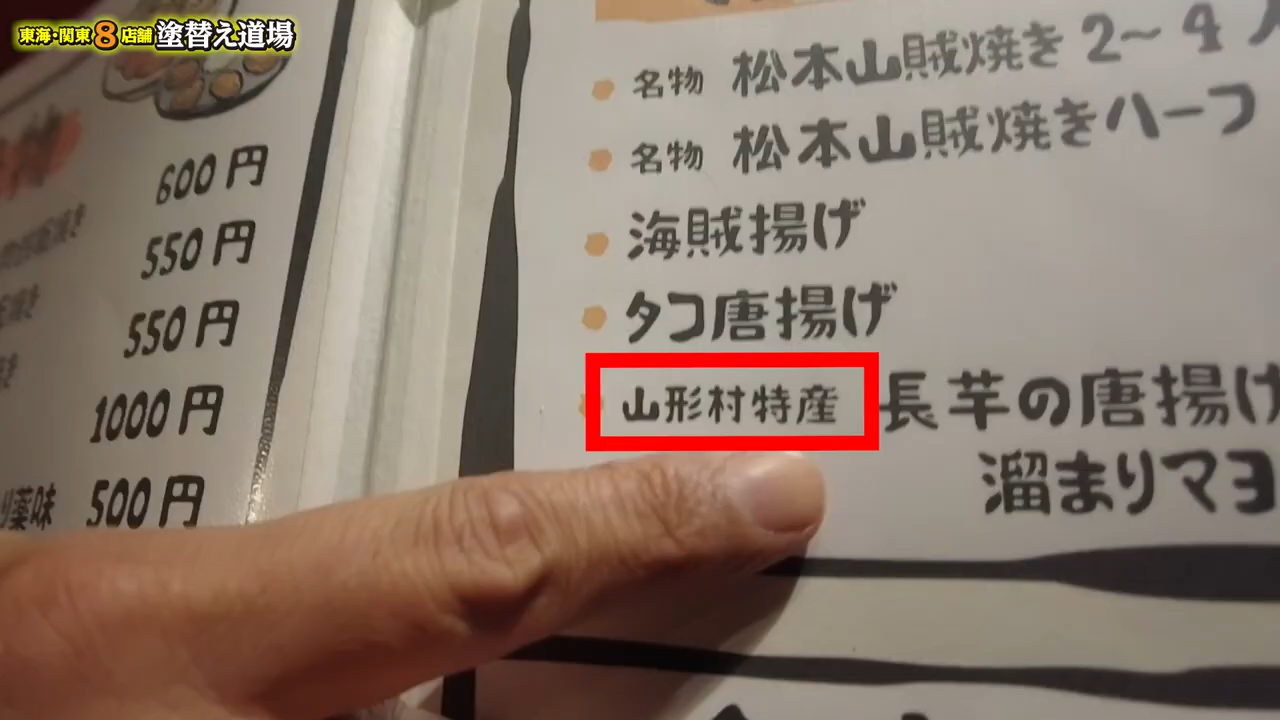 東海・関東8店舗塗替え道場
600円
550円
550円
1000円
薬味 500円
名物 松本山賊焼き 2〜4人
名物 松本山賊焼きハーフ
海賊揚げ
タコ唐揚げ
山形村特産 長芋の唐揚げ
溜まりマヨ